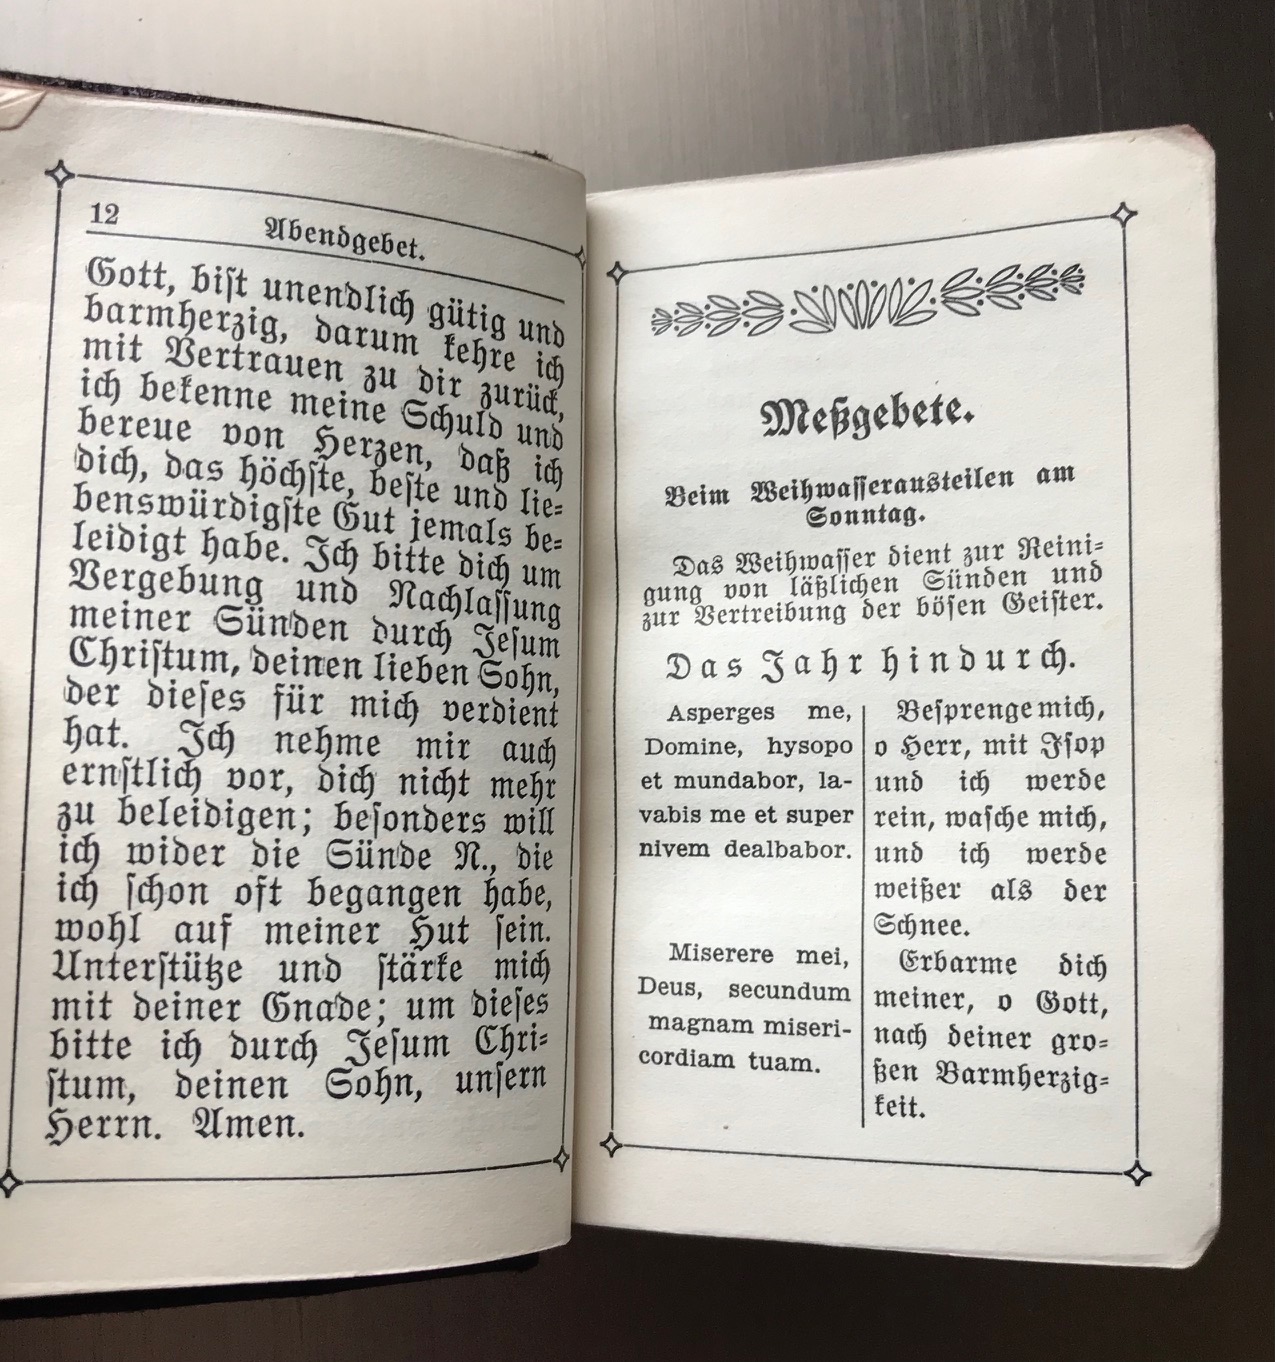 12
Abendgebet.
Gott, biſt unendlich gütig und
barmherzig, darum kehre ich
mit Vertrauen zu dir zurück,
ich bekenne meine Schuld und
bereue von Herzen, daß ich
dich, das höchſte, beſte und lie-
benswürdigſte Gut jemals be-
leidigt habe. Ich bitte dich um
Vergebung und Nachlaſſung
meiner Sünden durch Jeſum
Chriſtum, deinen lieben Sohn,
der dieſes für mich verdient
hat. Ich nehme mir auch
ernſtlich vor, dich nicht mehr
zu beleidigen; beſonders will
ich wider die Sünde N., die
ich ſchon oft begangen habe,
wohl auf meiner Hut ſein.
Unterſtütze und ſtärke mich
mit deiner Gnade; um dieſes
bitte ich durch Jeſum Chri-
ſtum, deinen Sohn, unſern
Herrn. Amen.
Meßgebete.
Beim Weihwaſſerausteilen am
Sonntag.
Das Weihwaſſer dient zur Reini-
gung von läßlichen Sünden und
zur Vertreibung der böſen Geiſter.
Das Jahr hindurch.
Asperges me,
Domine, hysopo
et mundabor, la-
vabis me et super
nivem dealbabor.
Miserere mei,
Deus, secundum
magnam miseri-
cordiam tuam.
Beſprenge mich,
o Herr, mit Iſop
und ich werde
rein, waſche mich,
und ich werde
weißer als der
Schnee.
Erbarme dich
meiner, o Gott,
nach deiner gro-
ßen Barmherzig-
keit.